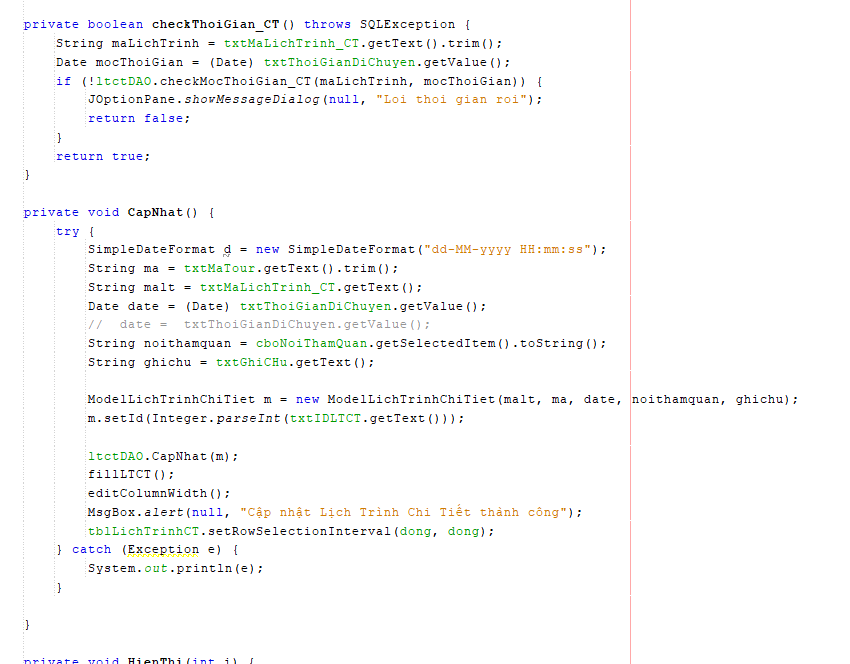 private boolean checkThoiGian_CT() throws SQLException {
String maLichTrinh = txtMaLichTrinh_CT.getText().trim();
Date mocThoiGian = (Date) txtThoiGianDiChuyen.getValue();
if (!ltctDAO.checkMocThoiGian_CT(maLichTrinh, mocThoiGian)) {
JOptionPane.showMessageDialog(null, "Loi thoi gian roi");
return false;
}
return true;
}
private void CapNhat() {
try {
SimpleDateFormat d = new SimpleDateFormat("dd-MM-yyyy HH:mm:ss");
String ma = txtMaTour.getText().trim();
String malt = txtMaLichTrinh_CT.getText();
Date date = (Date) txtThoiGianDiChuyen.getValue();
// date = txtThoiGianDiChuyen.getValue();
String noithamquan = cboNoiThamQuan.getSelectedItem().toString();
String ghichu = txtGhiCHu.getText();
ModelLichTrinhChiTiet m = new ModelLichTrinhChiTiet(malt, ma, date, noithamquan, ghichu);
m.setId(Integer.parseInt(txtIDLTCT.getText()));
ltctDAO.CapNhat(m);
fillLTCT();
editColumnWidth();
MsgBox.alert(null, "Cập nhật Lịch Trình Chi Tiết thành công");
tblLichTrinhCT.setRowSelectionInterval(dong, dong);
} catch (Exception e) {
System.out.println(e);
}
}
private void HienThi(int i) {